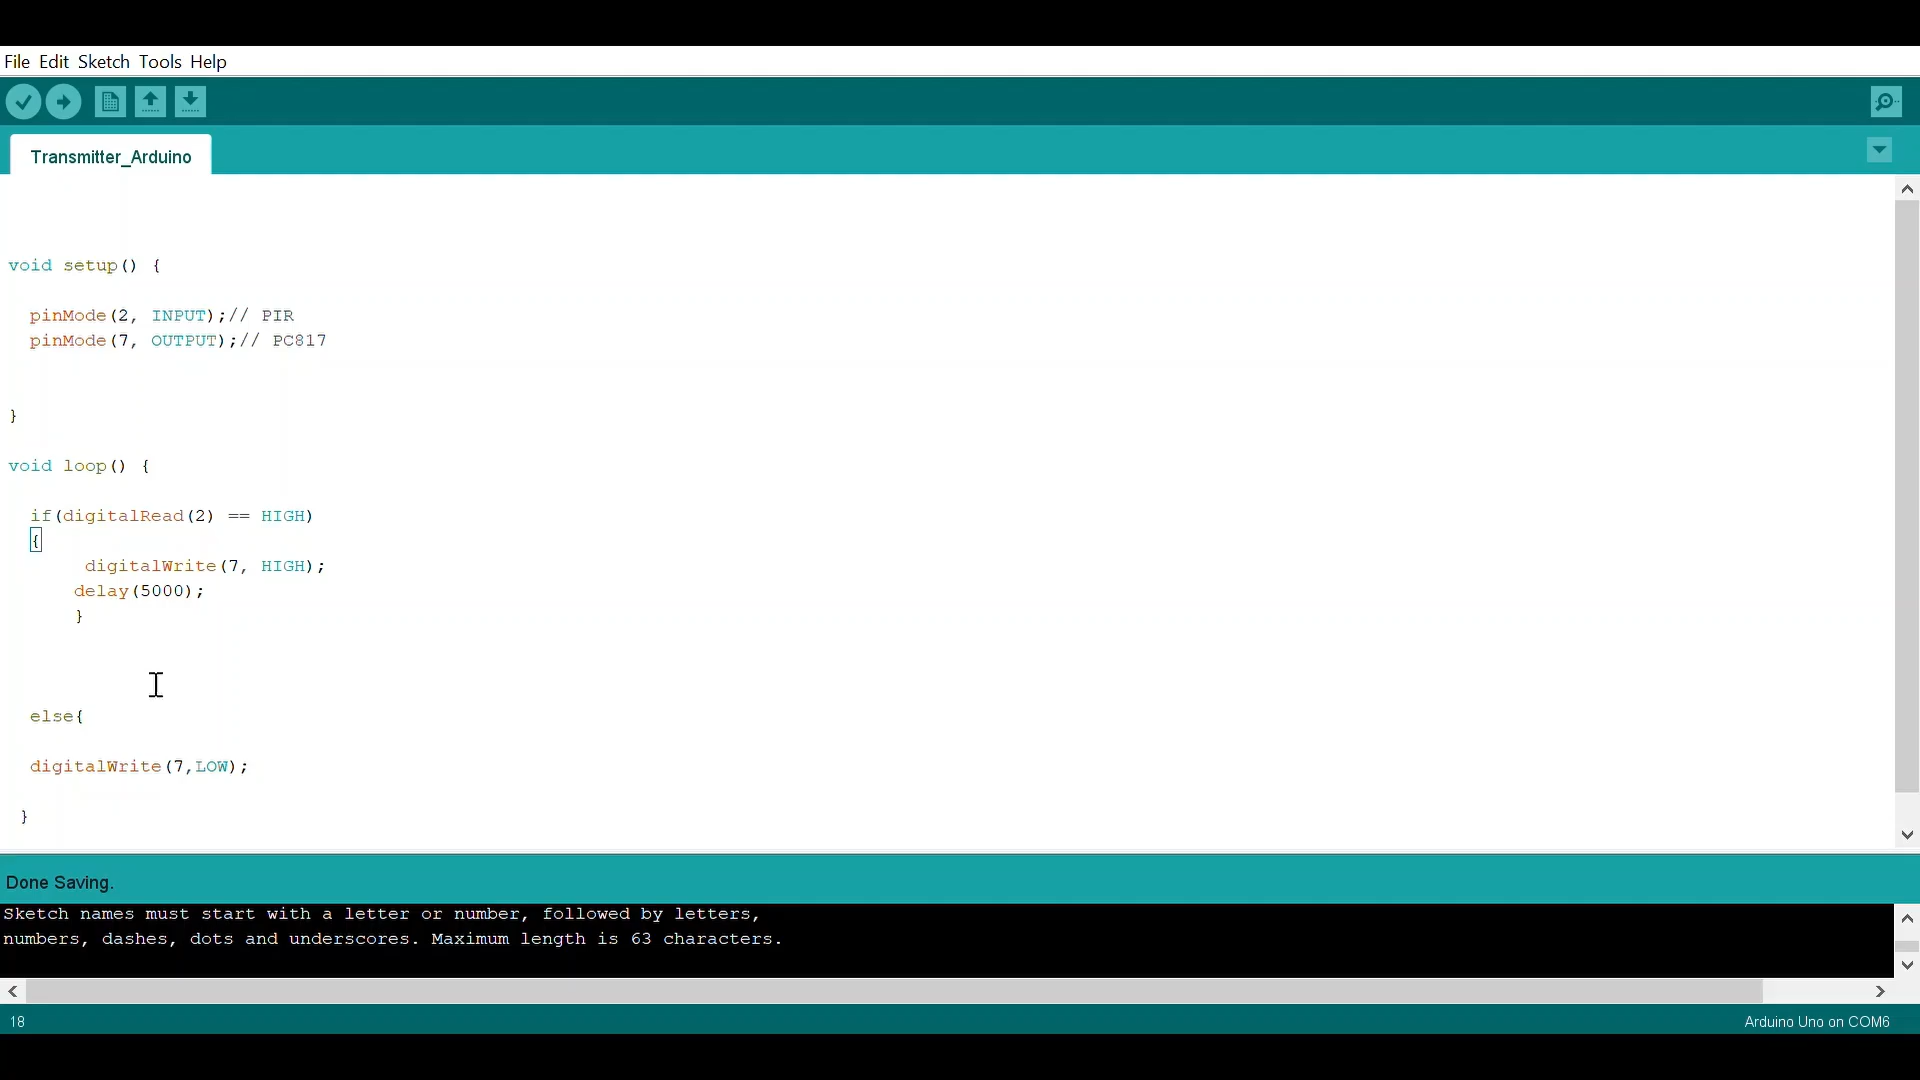 File Edit Sketch Tools Help
Transmitter_Arduino
void setup() {
pinMode(2, INPUT);// PIR
pinMode(7, OUTPUT);// PC817
}
void loop() {
if(digitalRead(2) == HIGH)
{
digitalWrite(7, HIGH);
delay(5000);
}
else{
digitalWrite(7,LOW);
}
Done Saving.
Sketch names must start with a letter or number, followed by letters,
numbers, dashes, dots and underscores. Maximum length is 63 characters.
18 Arduino Uno on COM6